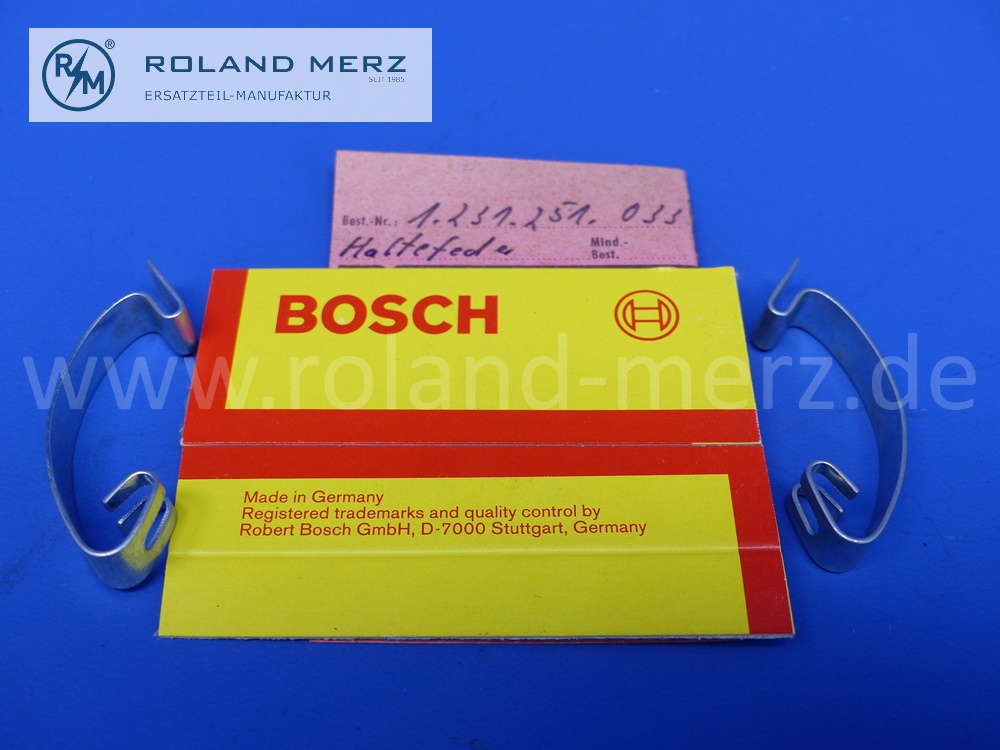 R/M®
ROLAND MERZ
SEIT 1985
ERSATZTEIL-MANUFAKTUR
Best.-Nr.: 1.231.251.033
Haltefeder
Mind.-
Best.
BOSCH
www.roland-merz.de
Made in Germany
Registered trademarks and quality control by
Robert Bosch GmbH, D-7000 Stuttgart, Germany